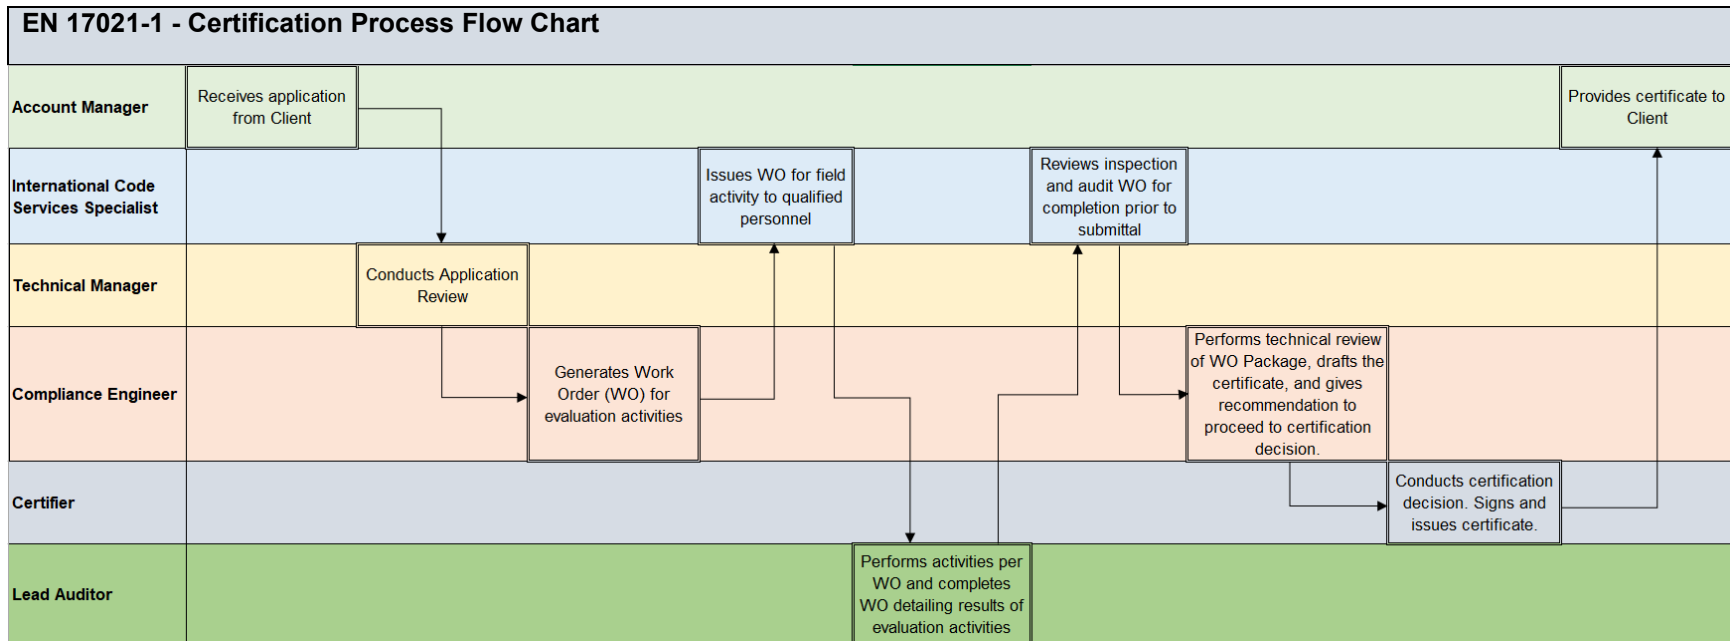 EN 17021-1 - Certification Process Flow Chart
Account Manager
Receives application
from Client
Provides certificate to
Client
International Code
Services Specialist
Issues WO for field
activity to qualified
personnel
Reviews inspection
and audit WO for
completion prior to
submittal
Technical Manager
Conducts Application
Review
Compliance Engineer
Generates Work
Order (WO) for
evaluation activities
Performs technical review
of WO Package, drafts the
certificate, and gives
recommendation to
proceed to certification
decision.
Certifier
Conducts certification
decision. Signs and
issues certificate.
Lead Auditor
Performs activities per
WO and completes
WO detailing results of
evaluation activities